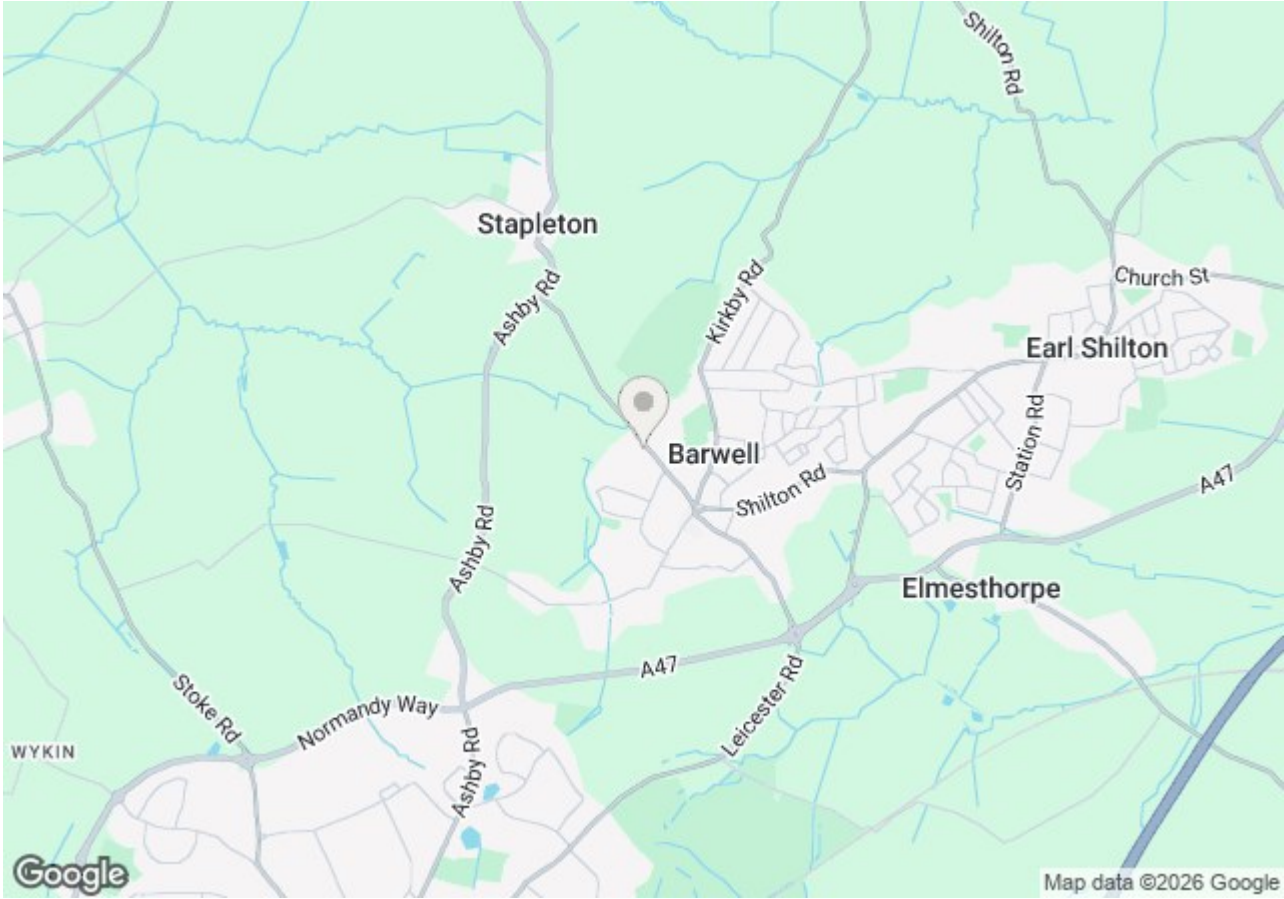 Shilton Rd
Stapleton
Kirkby Rd
Church St
Ashby Rd
Earl Shilton
Barwell
Station Rd
Shilton Rd
A47
Ashby Rd
Elmesthorpe
A47
Leicester Rd
Stoke Rd
Normandy Way
WYKIN
Ashby Rd
Google
Map data ©2026 Google